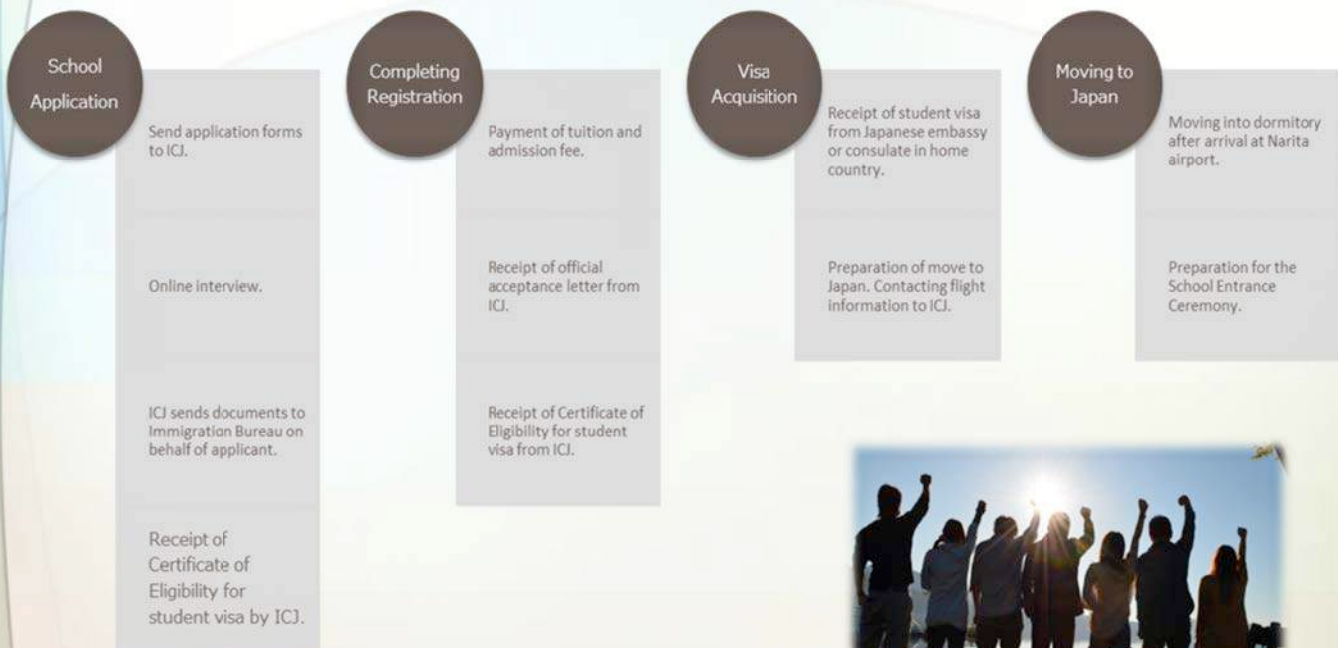 School
Application
Send application forms
to ICJ.
Online interview.
ICJ sends documents to
Immigration Bureau on
behalf of applicant.
Receipt of
Certificate of
Eligibility for
student visa by ICJ.
Completing
Registration
Payment of tuition and
admission fee.
Receipt of official
acceptance letter from
ICJ.
Receipt of Certificate of
Eligibility for student
visa from ICJ.
Visa
Acquisition
Receipt of student visa
from Japanese embassy
or consulate in home
country.
Preparation of move to
Japan. Contacting flight
information to ICJ.
Moving to
Japan
Moving into dormitory
after arrival at Narita
airport.
Preparation for the
School Entrance
Ceremony.